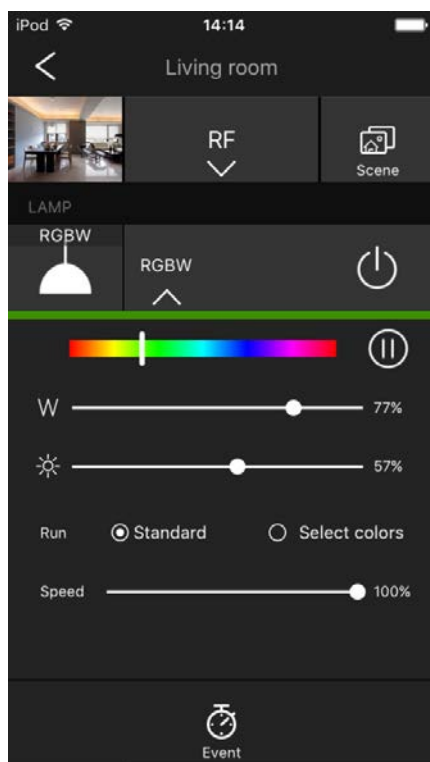 iPod 14:14
Living room
RF
Scene
LAMP
RGBW
RGBW
W 77%
57%
Run Standard Select colors
Speed 100%
Event